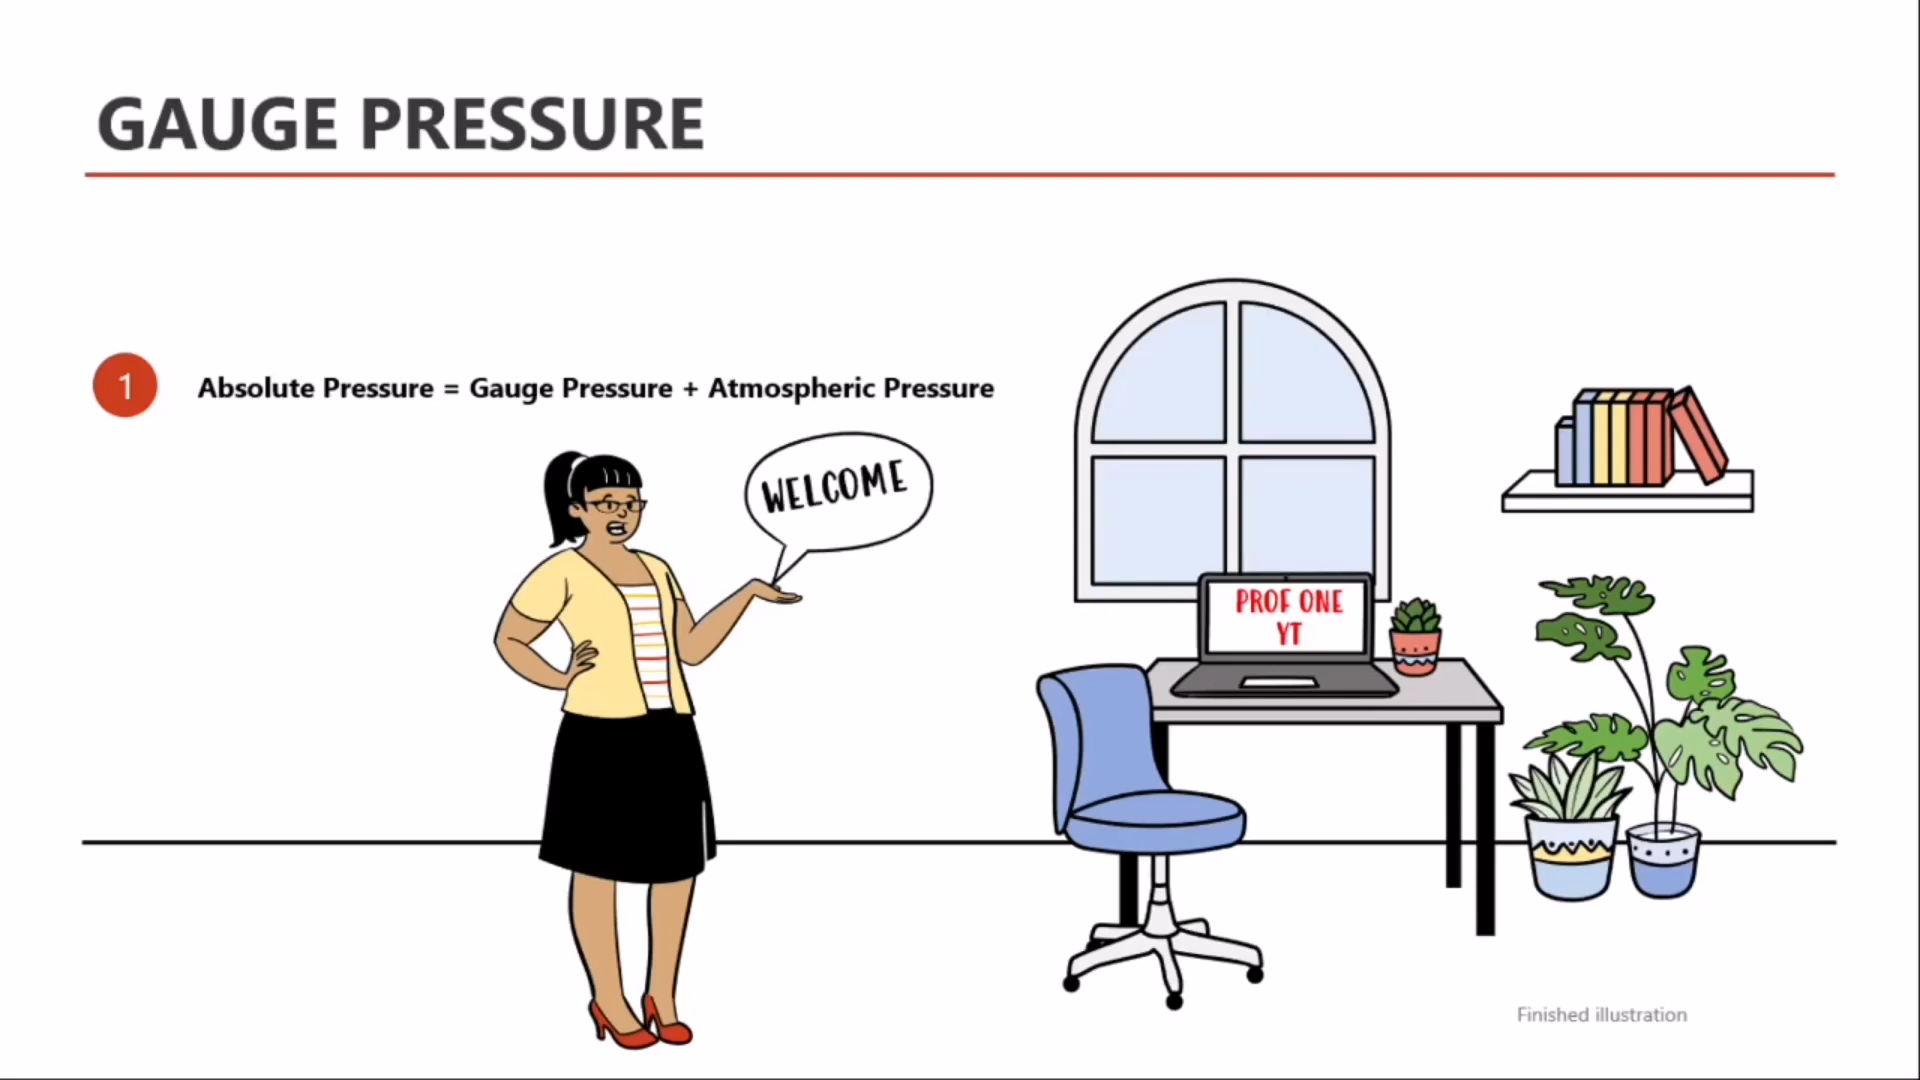 GAUGE PRESSURE
1
Absolute Pressure = Gauge Pressure + Atmospheric Pressure
WELCOME
PROF ONE
YT
Finished illustration